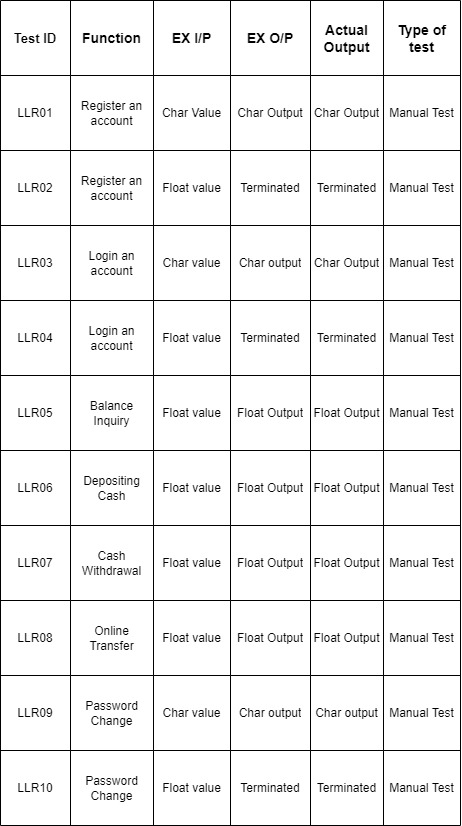 Test ID Function EX I/P EX O/P Actual Output Type of test
LLR01 Register an account Char Value Char Output Char Output Manual Test
LLR02 Register an account Float value Terminated Terminated Manual Test
LLR03 Login an account Char value Char output Char Output Manual Test
LLR04 Login an account Float value Terminated Terminated Manual Test
LLR05 Balance Inquiry Float value Float Output Float Output Manual Test
LLR06 Depositing Cash Float value Float Output Float Output Manual Test
LLR07 Cash Withdrawal Float value Float Output Float Output Manual Test
LLR08 Online Transfer Float value Float Output Float Output Manual Test
LLR09 Password Change Char value Char output Char output Manual Test
LLR10 Password Change Float value Terminated Terminated Manual Test